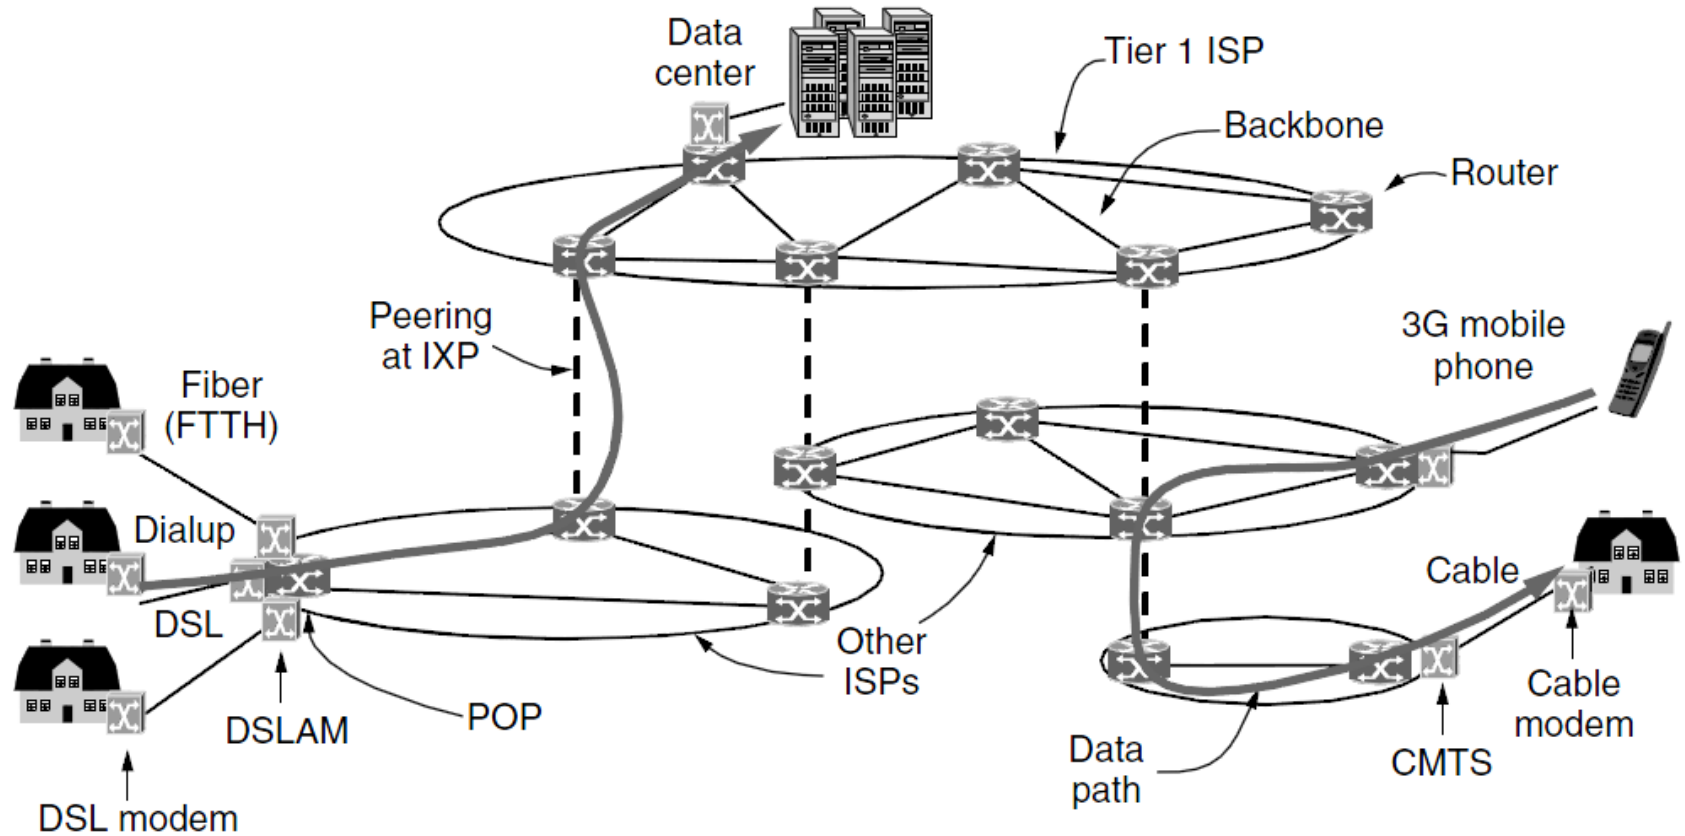 Data
center
Tier 1 ISP
Backbone
Router
Peering
at IXP
3G mobile
phone
Fiber
(FTTH)
Dialup
DSL
Cable
Other
ISPs
POP
DSLAM
DSL modem
Data
path
CMTS
Cable
modem